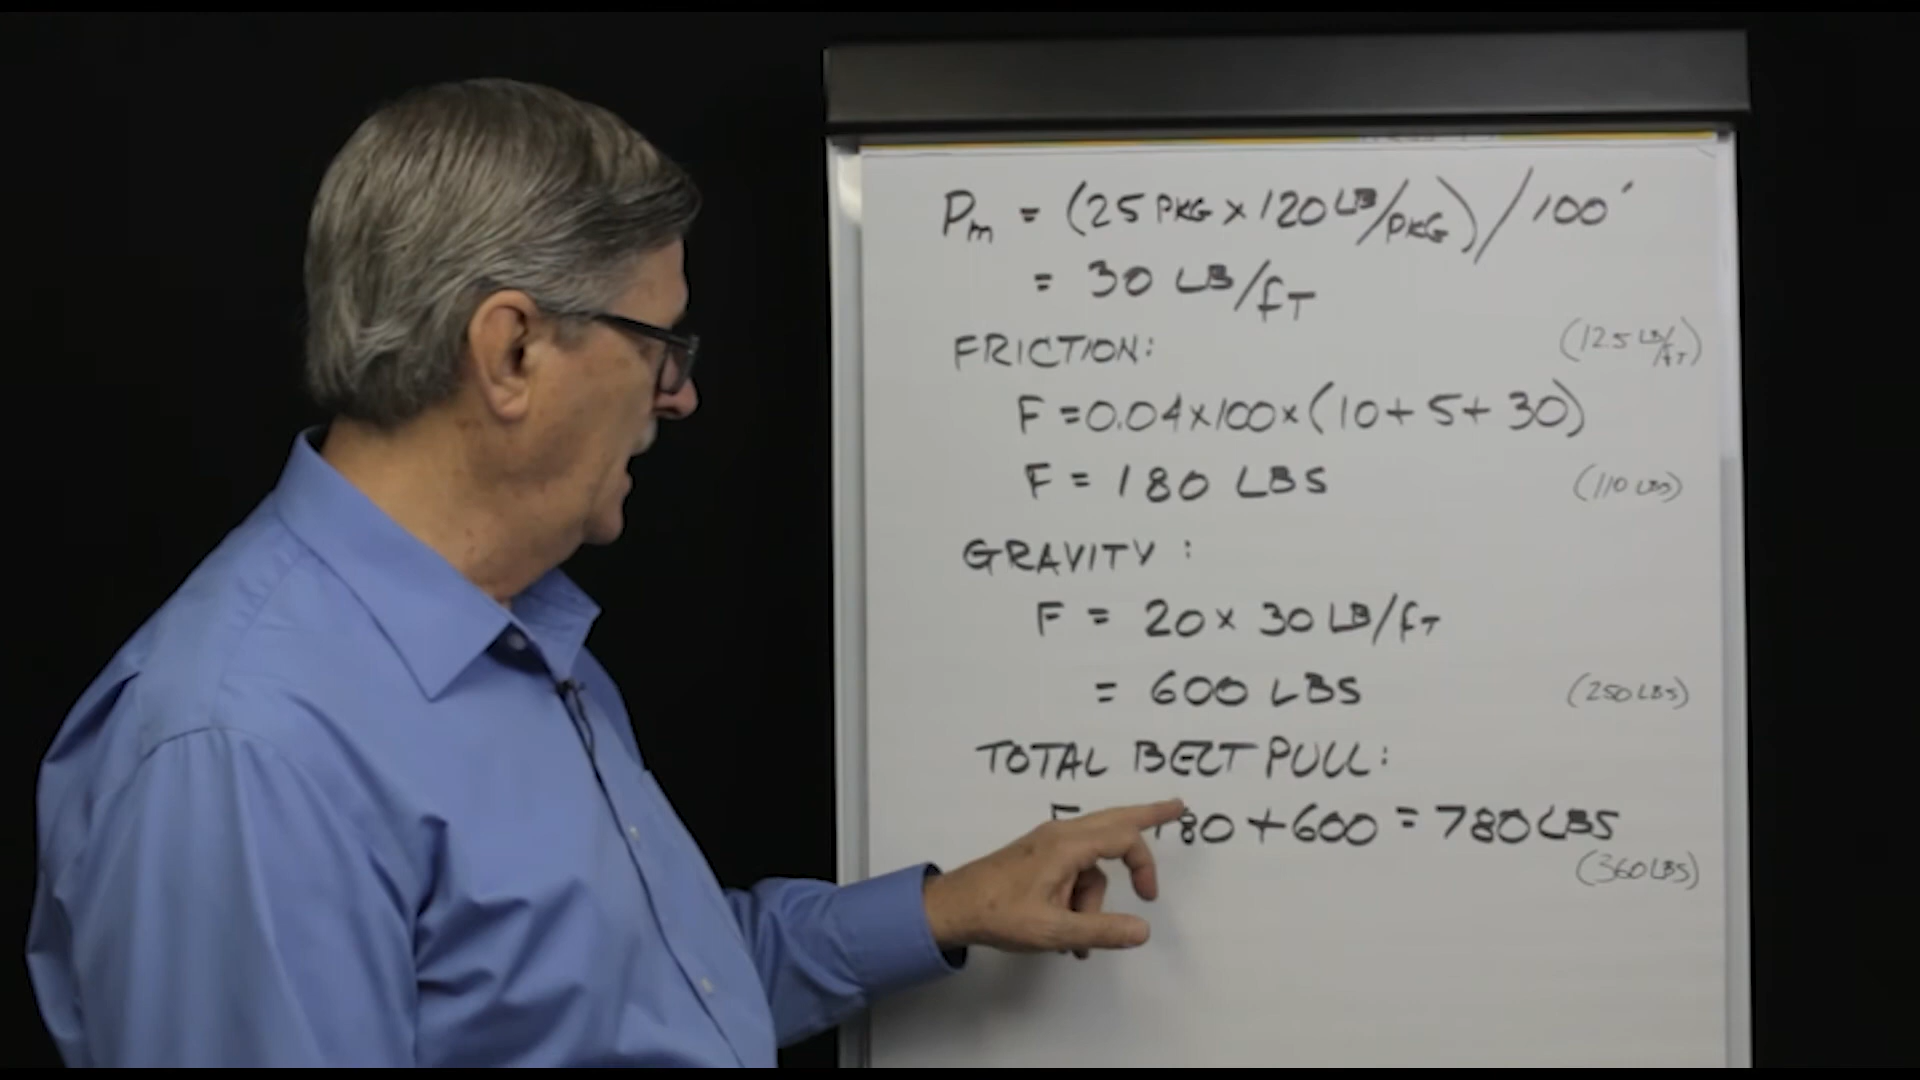 Pm = (25 PKG x 120 LB/PKG) / 100'
= 30 LB/fT
FRICTION:
(12.5 LB/fT)
F = 0.04 x 100 x (10 + 5 + 30)
F = 180 LBS
(110 LBS)
GRAVITY :
F = 20 x 30 LB/fT
= 600 LBS
(250 LBS)
TOTAL BELT PULL:
180 + 600 = 780 LBS
(360 LBS)